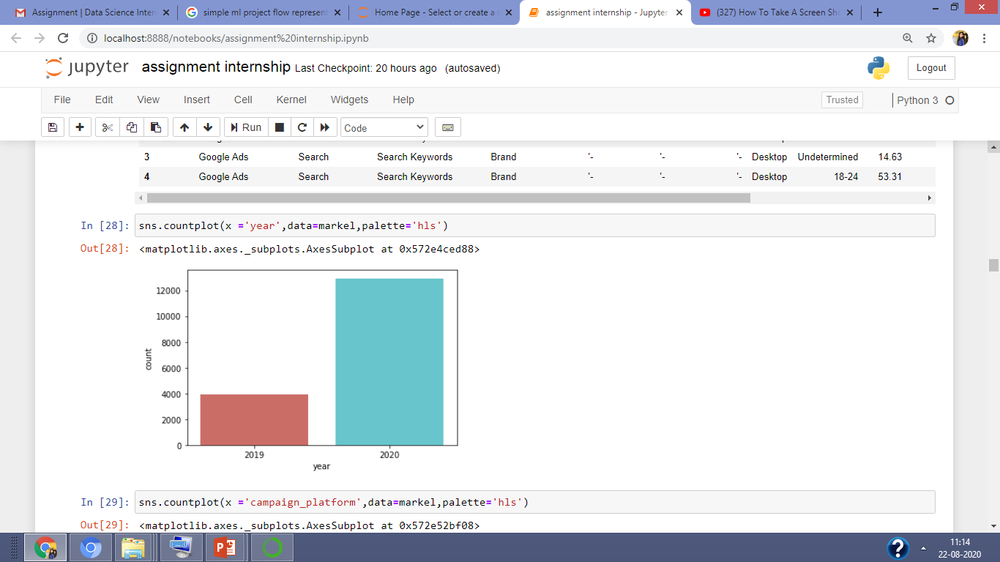 Assignment | Data Science Inter
simple ml project flow represent
Home Page - Select or create a
assignment internship - Jupyter
(327) How To Take A Screen Sh
localhost:8888/notebooks/assignment%20internship.ipynb
jupyter assignment internship Last Checkpoint: 20 hours ago (autosaved)
Logout
File Edit View Insert Cell Kernel Widgets Help
Trusted
Python 3
Run
Code
3 Google Ads Search Search Keywords Brand '- '- '- Desktop Undetermined 14.63
4 Google Ads Search Search Keywords Brand '- '- '- Desktop 18-24 53.31
In [28]: sns.countplot(x ='year',data=markel,palette='hls')
Out[28]: <matplotlib.axes._subplots.AxesSubplot at 0x572e4ced88>
12000
10000
8000
6000
4000
2000
0
count
2019 2020
year
In [29]: sns.countplot(x ='campaign_platform',data=markel,palette='hls')
Out[29]: <matplotlib.axes._subplots.AxesSubplot at 0x572e52bf08>
11:14
22-08-2020